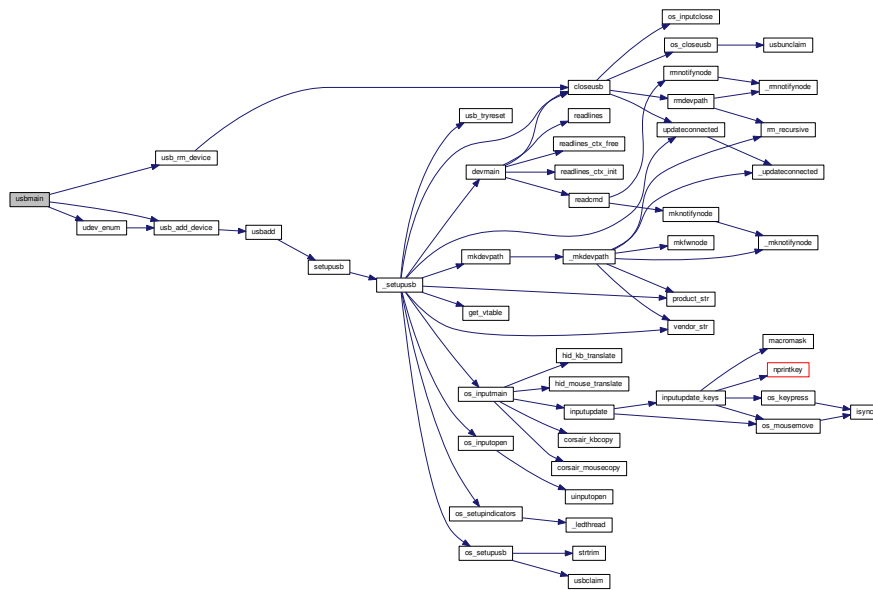 os_inputclose
os_closeusb
usbunclaim
rmnotifynode
_rmnotifynode
closeusb
rmdevpath
usb_tryreset
readlines
updateconnected
rm_recursive
readlines_ctx_free
usb_rm_device
devmain
readlines_ctx_init
_updateconnected
usbmain
readcmd
mknotifynode
udev_enum
usb_add_device
usbadd
_mknotifynode
mkfwnode
mkdevpath
_mkdevpath
setupusb
_setupusb
product_str
get_vtable
vendor_str
macromask
hid_kb_translate
nprintkey
hid_mouse_translate
os_inputmain
inputupdate_keys
os_keypress
inputupdate
isync
os_mousemove
os_inputopen
corsair_kbcopy
corsair_mousecopy
uinputopen
os_setupindicators
_ledthread
os_setupusb
strtrim
usbclaim